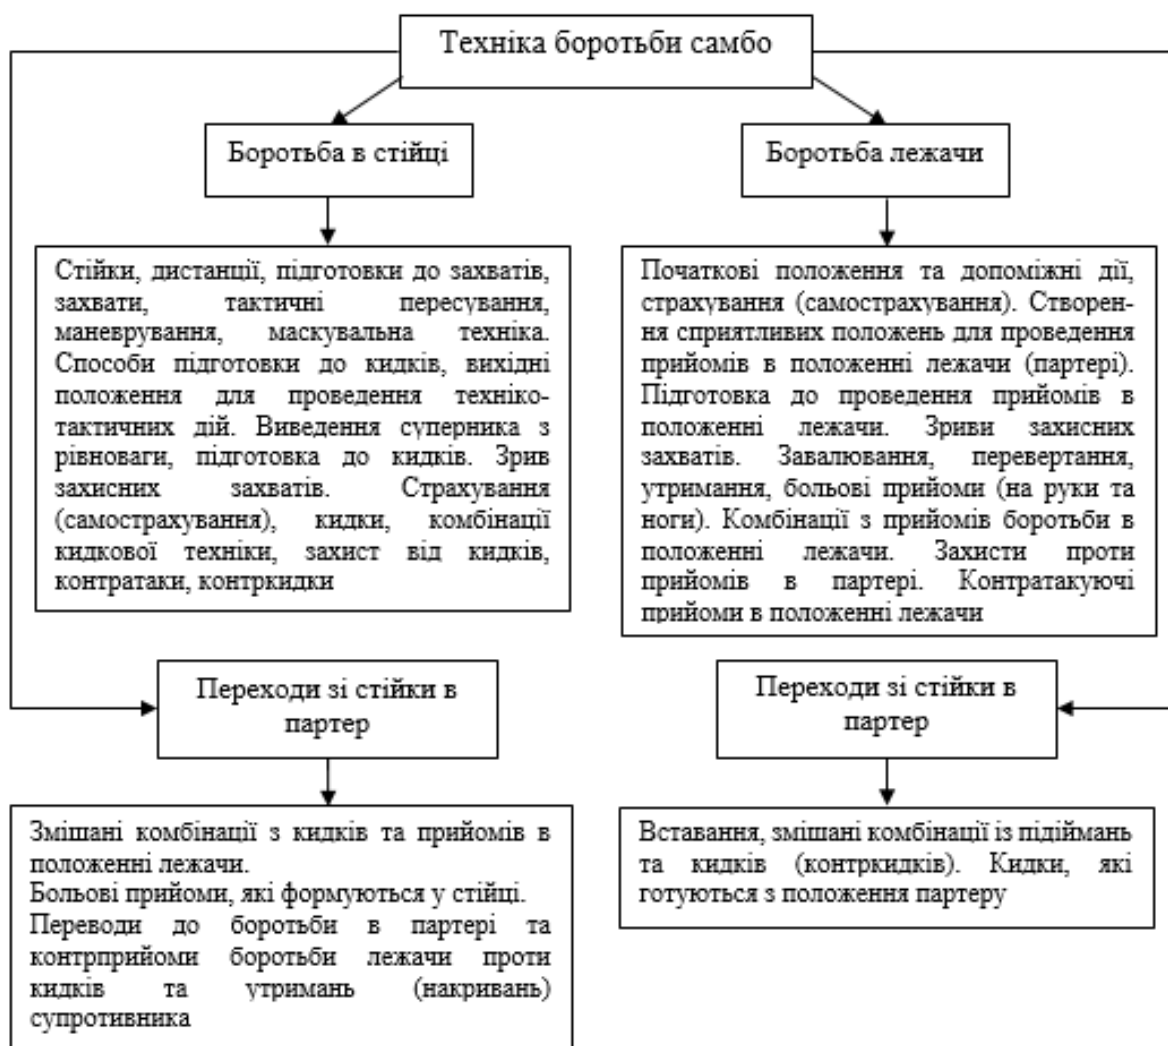 Техніка боротьби самбо
Боротьба в стійці
Боротьба лежачи
Стійки, дистанції, підготовки до захватів,
захвати, тактичні пересування,
маневрування, маскувальна техніка.
Способи підготовки до кидків, вихідні
положення для проведення техніко-
тактичних дій. Виведення суперника з
рівноваги, підготовка до кидків. Зрив
захисних захватів. Страхування
(самострахування), кидки, комбінації
кидкової техніки, захист від кидків,
контратаки, контркидки
Початкові положення та допоміжні дії,
страхування (самострахування). Створен-
ня сприятливих положень для проведення
прийомів в положенні лежачи (партері).
Підготовка до проведення прийомів в
положенні лежачи. Зриви захисних
захватів. Завалювання, перевертання,
утримання, больові прийоми (на руки та
ноги). Комбінації з прийомів боротьби в
положенні лежачи. Захисти проти
прийомів в партері. Контратакуючі
прийоми в положенні лежачи
Переходи зі стійки в
партер
Переходи зі стійки в
партер
Змішані комбінації з кидків та прийомів в
положенні лежачи.
Больові прийоми, які формуються у стійці.
Переводи до боротьби в партері та
контрприйоми боротьби лежачи проти
кидків та утримань (накривань)
супротивника
Вставання, змішані комбінації із підіймань
та кидків (контркидків). Кидки, які
готуються з положення партеру